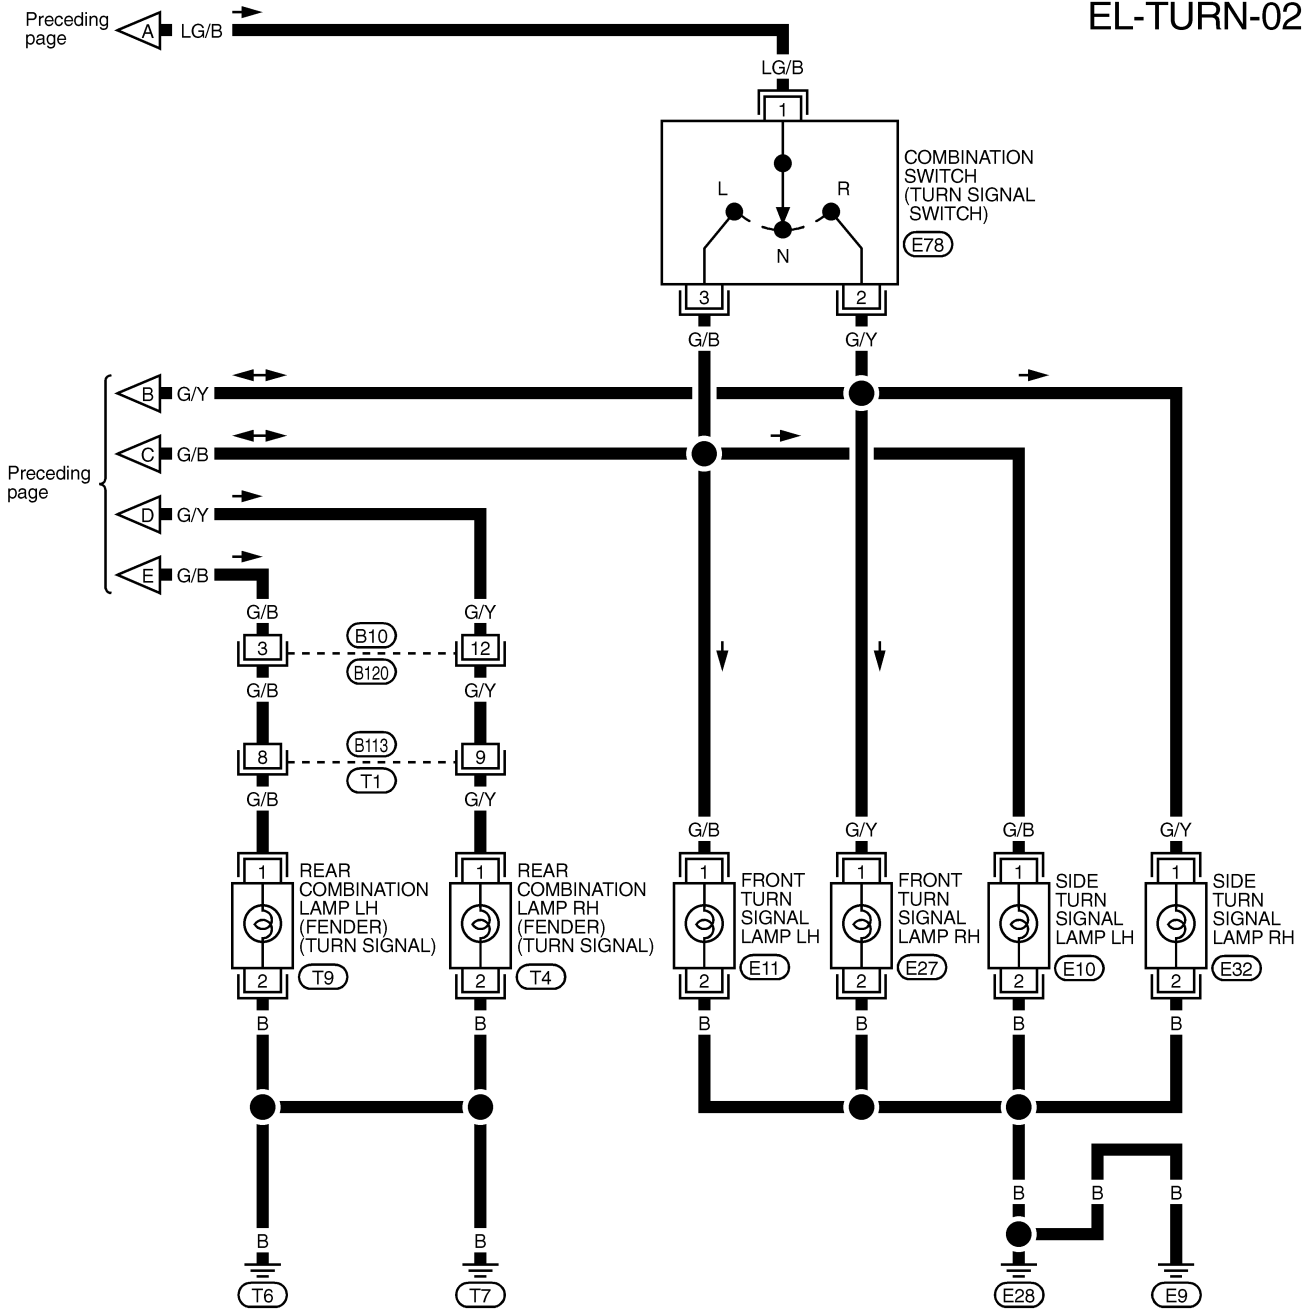 EL-TURN-02
Preceding
page
A
LG/B
LG/B
1
COMBINATION
SWITCH
(TURN SIGNAL
SWITCH)
E78
L
R
N
3
2
G/B
G/Y
Preceding
page
B
G/Y
C
G/B
D
G/Y
E
G/B
G/B
G/Y
3
B10
12
B120
G/B
G/Y
8
B113
9
T1
G/B
G/Y
G/B
G/Y
G/B
G/Y
1
REAR
COMBINATION
LAMP LH
(FENDER)
(TURN SIGNAL)
T9
2
1
REAR
COMBINATION
LAMP RH
(FENDER)
(TURN SIGNAL)
T4
2
1
FRONT
TURN
SIGNAL
LAMP LH
E11
2
1
FRONT
TURN
SIGNAL
LAMP RH
E27
2
1
SIDE
TURN
SIGNAL
LAMP LH
E10
2
1
SIDE
TURN
SIGNAL
LAMP RH
E32
2
B
B
B
B
B
B
B
B
B
B
B
T6
T7
E28
E9